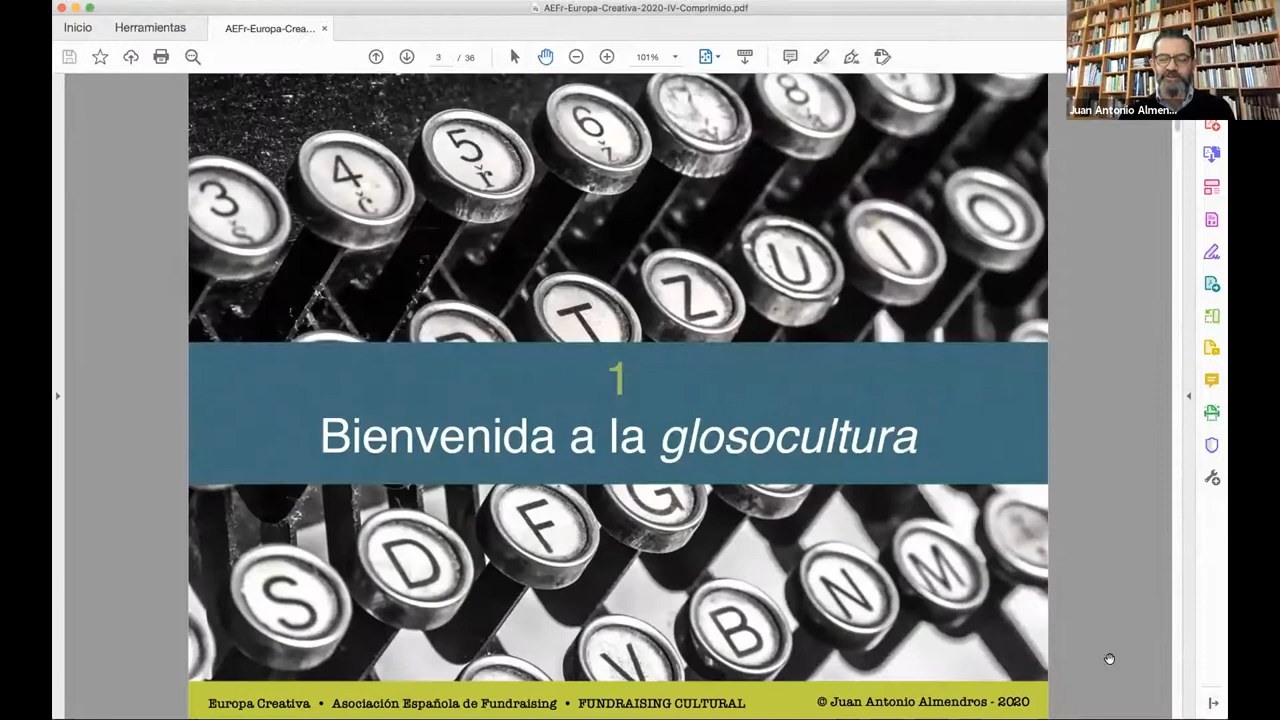 AEFr-Europa-Creativa-2020-IV-Comprimido.pdf
Inicio
Herramientas
AEFr-Europa-Crea... ×
3 / 36
101%
Juan Antonio Almen...
3
4
5
6
8
T
Z
U
I
O
1
Bienvenida a la glosocultura
S
D
F
G
V
B
N
M
Europa Creativa • Asociación Española de Fundraising • FUNDRAISING CULTURAL
© Juan Antonio Almendros - 2020